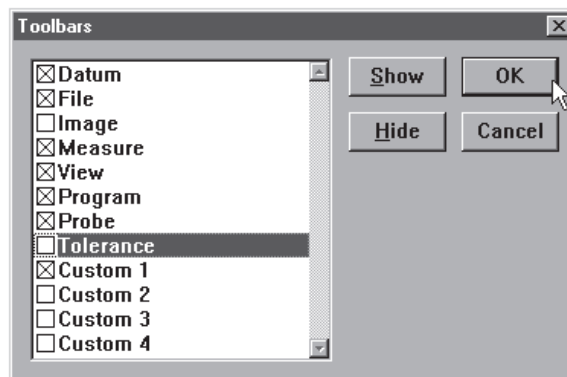 Toolbars
Datum
File
Image
Measure
View
Program
Probe
Tolerance
Custom 1
Custom 2
Custom 3
Custom 4
Show
OK
Hide
Cancel